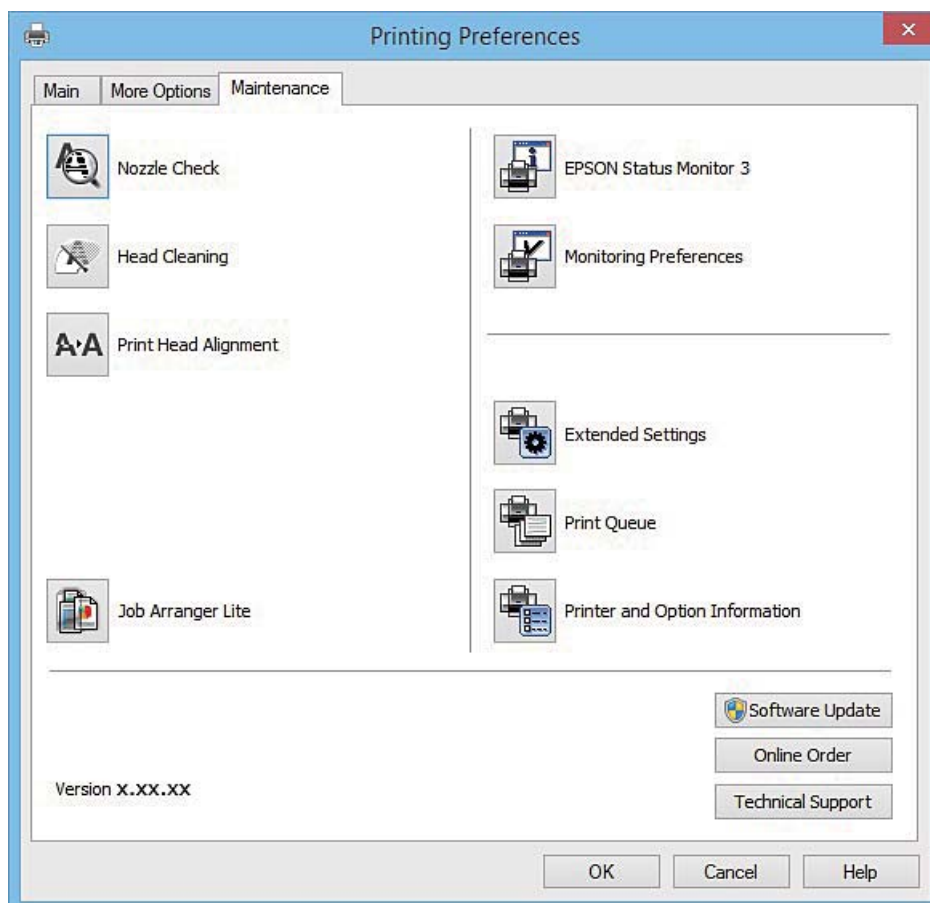 Printing Preferences
Main
More Options
Maintenance
Nozzle Check
Head Cleaning
A A Print Head Alignment
Job Arranger Lite
EPSON Status Monitor 3
Monitoring Preferences
Extended Settings
Print Queue
Printer and Option Information
Software Update
Online Order
Technical Support
Version x.xx.xx
OK
Cancel
Help